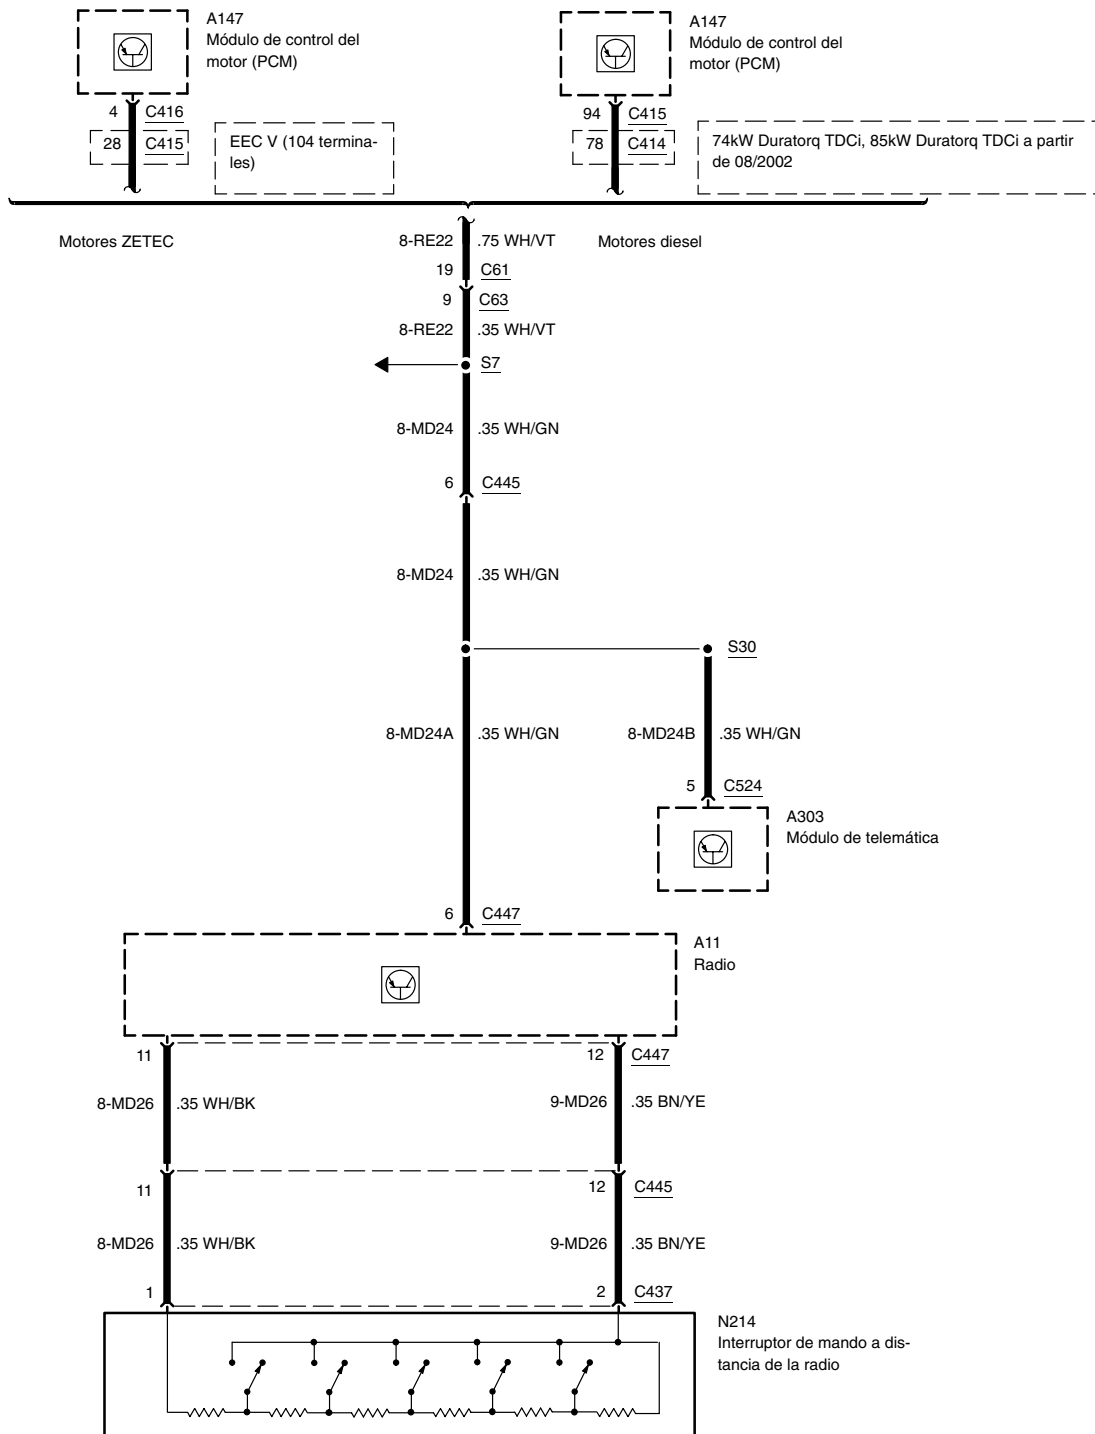 A147
Módulo de control del
motor (PCM)
A147
Módulo de control del
motor (PCM)
4 C416
28 C415
EEC V (104 termina-
les)
94 C415
78 C414
74kW Duratorq TDCi, 85kW Duratorq TDCi a partir
de 08/2002
Motores ZETEC
8-RE22 .75 WH/VT
Motores diesel
19 C61
9 C63
8-RE22 .35 WH/VT
S7
8-MD24 .35 WH/GN
6 C445
8-MD24 .35 WH/GN
S30
8-MD24A .35 WH/GN
8-MD24B .35 WH/GN
5 C524
A303
Módulo de telemática
6 C447
A11
Radio
11
12 C447
8-MD26 .35 WH/BK
9-MD26 .35 BN/YE
11
12 C445
8-MD26 .35 WH/BK
9-MD26 .35 BN/YE
1
2 C437
N214
Interruptor de mando a dis-
tancia de la radio